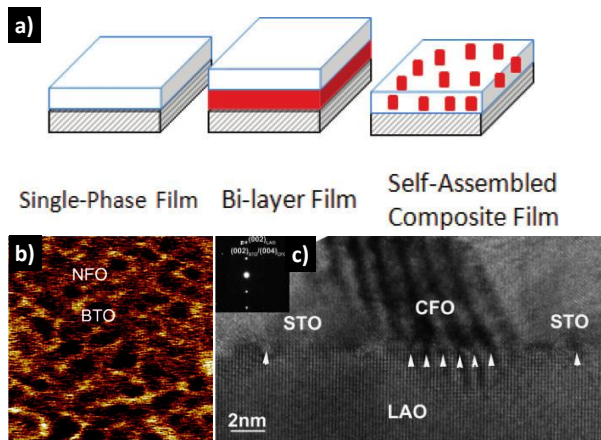 a)
Single-Phase Film
Bi-layer Film
Self-Assembled
Composite Film
b)
NFO
BTO
c)
(002)LAO
(002)STO/(004)CFO
STO
CFO
STO
LAO
2nm